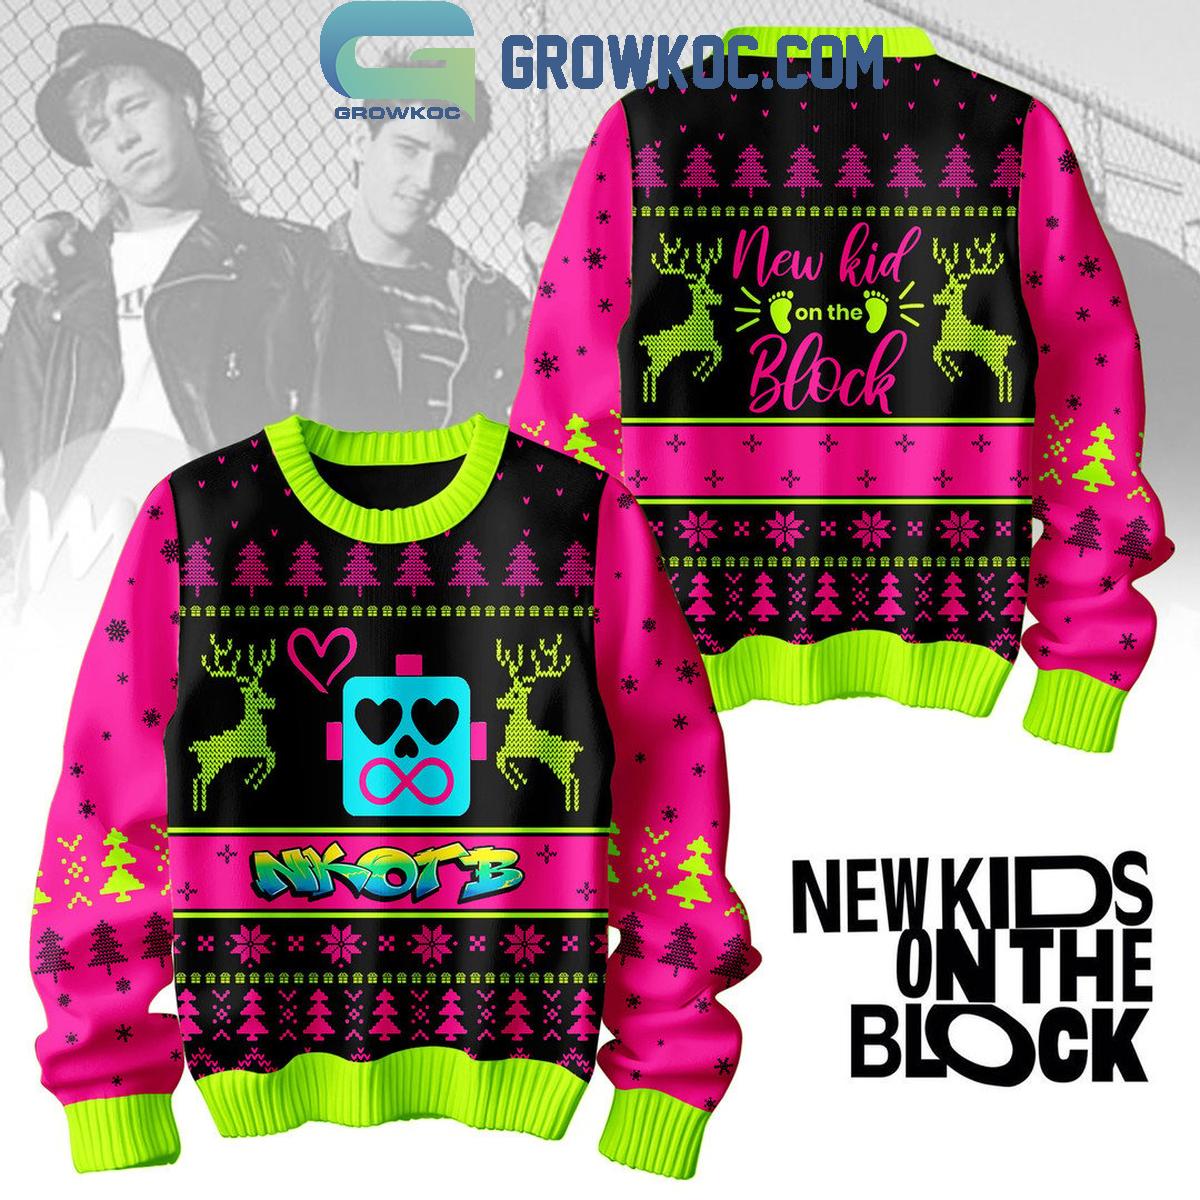 GROWKOC
GROWKOC.COM
New kid
on the
Block
NKOTB
NEW KIDS
ON THE
BLOCK